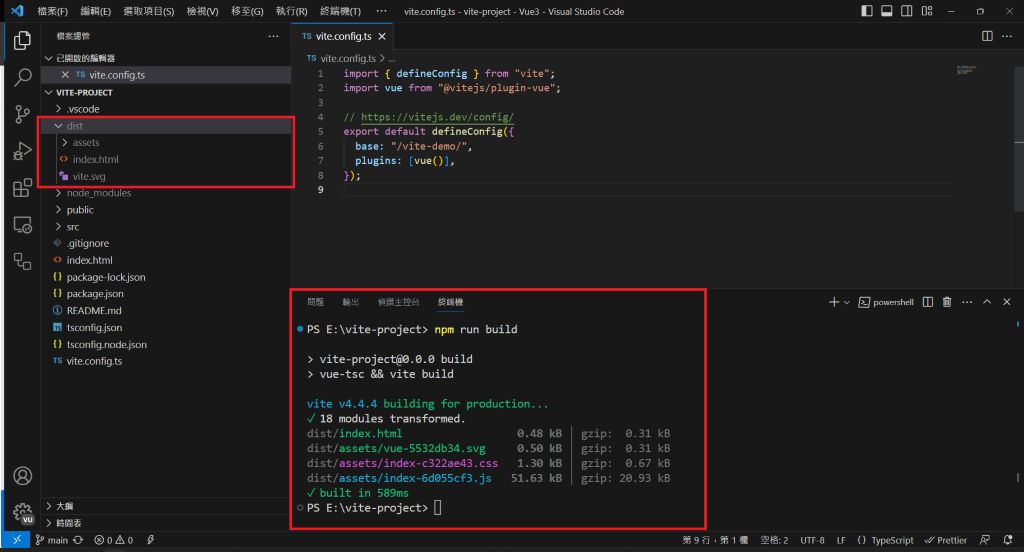 檔案(F) 編輯(E) 選取項目(S) 檢視(V) 移至(G) 執行(R) 終端機(T) ··· vite.config.ts - vite-project - Vue3 - Visual Studio Code
檔案總管 ···
已開啟的編輯器
TS vite.config.ts
VITE-PROJECT
.vscode
dist
assets
index.html
vite.svg
node_modules
public
src
.gitignore
index.html
package-lock.json
package.json
README.md
tsconfig.json
tsconfig.node.json
TS vite.config.ts
大綱
時間表
TS vite.config.ts
TS vite.config.ts > ...
1 import { defineConfig } from "vite";
2 import vue from "@vitejs/plugin-vue";
3
4 // https://vitejs.dev/config/
5 export default defineConfig({
6 base: "/vite-demo/",
7 plugins: [vue()],
8 });
9
問題 輸出 偵錯主控台 終端機 powershell
PS E:\vite-project> npm run build
> vite-project@0.0.0 build
> vue-tsc && vite build
vite v4.4.4 building for production...
✓ 18 modules transformed.
dist/index.html 0.48 kB │ gzip: 0.31 kB
dist/assets/vue-5532db34.svg 0.50 kB │ gzip: 0.31 kB
dist/assets/index-c322ae43.css 1.30 kB │ gzip: 0.67 kB
dist/assets/index-6d055cf3.js 51.63 kB │ gzip: 20.93 kB
✓ built in 589ms
PS E:\vite-project>
VU
main 0 0 第 9 行，第 1 欄 空格: 2 UTF-8 LF {} TypeScript Prettier